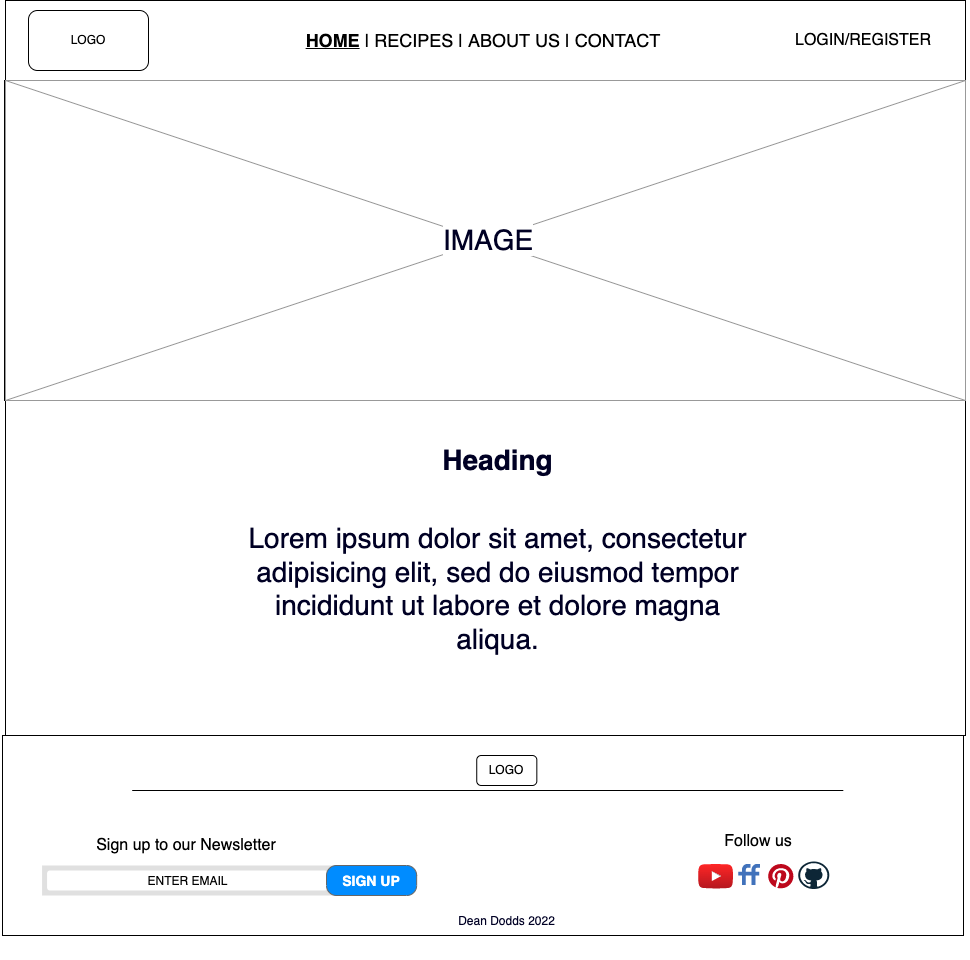 LOGO
HOME | RECIPES | ABOUT US | CONTACT
LOGIN/REGISTER
IMAGE
Heading
Lorem ipsum dolor sit amet, consectetur
adipisicing elit, sed do eiusmod tempor
incididunt ut labore et dolore magna
aliqua.
LOGO
Sign up to our Newsletter
ENTER EMAIL
SIGN UP
Follow us
ff
Dean Dodds 2022